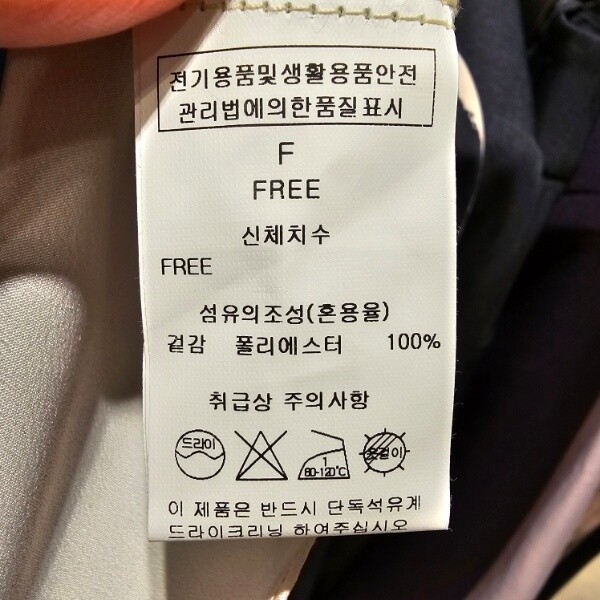 전기용품및생활용품안전
관리법에의한품질표시
F
FREE
신체치수
FREE
섬유의조성(혼용율)
겉감 폴리에스터 100%
취급상 주의사항
드라이 1 80-120℃ 옷걸이
이 제품은 반드시 단독석유계
드라이크리닝 하여주십시오